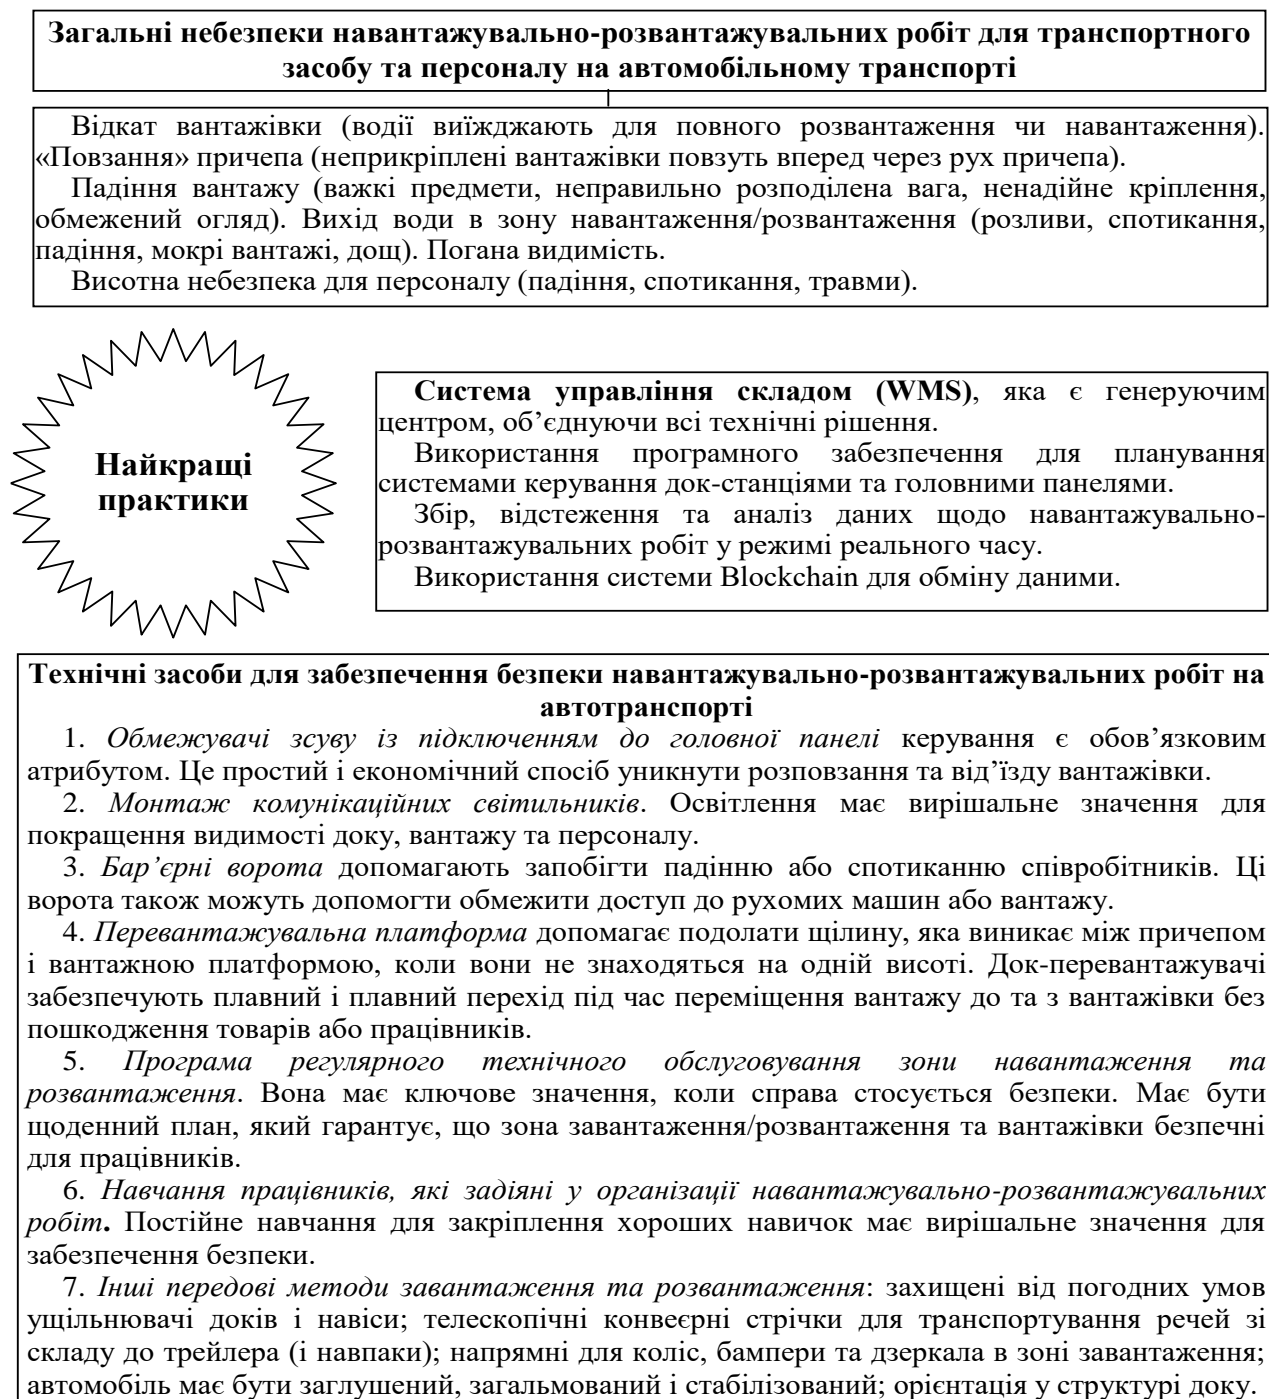 Загальні небезпеки навантажувально-розвантажувальних робіт для транспортного
засобу та персоналу на автомобільному транспорті
Відкат вантажівки (водії виїжджають для повного розвантаження чи навантаження).
«Повзання» причепа (неприкріплені вантажівки повзуть вперед через рух причепа).
Падіння вантажу (важкі предмети, неправильно розподілена вага, ненадійне кріплення,
обмежений огляд). Вихід води в зону навантаження/розвантаження (розливи, спотикання,
падіння, мокрі вантажі, дощ). Погана видимість.
Висотна небезпека для персоналу (падіння, спотикання, травми).
Найкращі
практики
Система управління складом (WMS), яка є генеруючим
центром, об’єднуючи всі технічні рішення.
Використання програмного забезпечення для планування
системами керування док-станціями та головними панелями.
Збір, відстеження та аналіз даних щодо навантажувально-
розвантажувальних робіт у режимі реального часу.
Використання системи Blockchain для обміну даними.
Технічні засоби для забезпечення безпеки навантажувально-розвантажувальних робіт на
автотранспорті
1. Обмежувачі зсуву із підключенням до головної панелі керування є обов’язковим
атрибутом. Це простий і економічний спосіб уникнути розповзання та від’їзду вантажівки.
2. Монтаж комунікаційних світильників. Освітлення має вирішальне значення для
покращення видимості доку, вантажу та персоналу.
3. Бар’єрні ворота допомагають запобігти падінню або спотиканню співробітників. Ці
ворота також можуть допомогти обмежити доступ до рухомих машин або вантажу.
4. Перевантажувальна платформа допомагає подолати щілину, яка виникає між причепом
і вантажною платформою, коли вони не знаходяться на одній висоті. Док-перевантажувачі
забезпечують плавний і плавний перехід під час переміщення вантажу до та з вантажівки без
пошкодження товарів або працівників.
5. Програма регулярного технічного обслуговування зони навантаження та
розвантаження. Вона має ключове значення, коли справа стосується безпеки. Має бути
щоденний план, який гарантує, що зона завантаження/розвантаження та вантажівки безпечні
для працівників.
6. Навчання працівників, які задіяні у організації навантажувально-розвантажувальних
робіт. Постійне навчання для закріплення хороших навичок має вирішальне значення для
забезпечення безпеки.
7. Інші передові методи завантаження та розвантаження: захищені від погодних умов
ущільнювачі доків і навіси; телескопічні конвеєрні стрічки для транспортування речей зі
складу до трейлера (і навпаки); напрямні для коліс, бампери та дзеркала в зоні завантаження;
автомобіль має бути заглушений, загальмований і стабілізований; орієнтація у структурі доку.